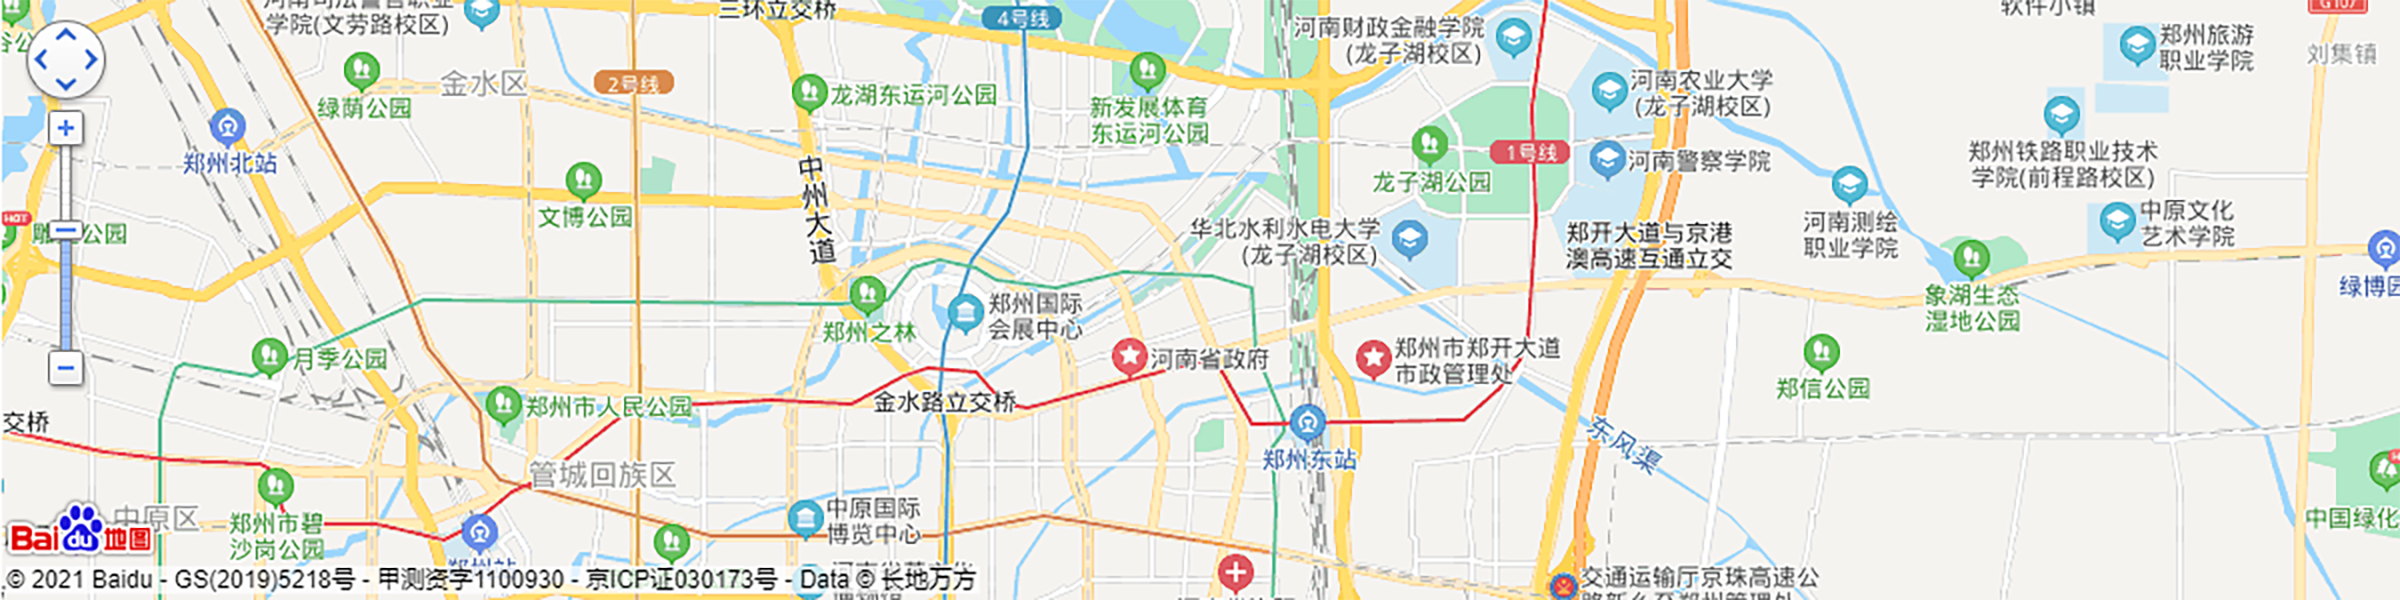 三环立交桥
4号线
软件小镇
G107
学院(文劳路校区)
河南财政金融学院
(龙子湖校区)
郑州旅游
职业学院
刘集镇
金水区
2号线
绿荫公园
龙湖东运河公园
新发展体育
东运河公园
河南农业大学
(龙子湖校区)
郑州北站
中州大道
1号线
河南警察学院
龙子湖公园
郑州铁路职业技术
学院(前程路校区)
HOT
公园
文博公园
华北水利水电大学
(龙子湖校区)
郑开大道与京港
澳高速互通立交
河南测绘
职业学院
中原文化
艺术学院
绿博园
象湖生态
湿地公园
郑州国际
会展中心
郑州之林
月季公园
河南省政府
郑州市郑开大道
市政管理处
郑信公园
郑州市人民公园
金水路立交桥
交桥
东风渠
郑州东站
管城回族区
中原区
郑州市碧
沙岗公园
中原国际
博览中心
中国绿化
Bai du 地图
© 2021 Baidu - GS(2019)5218号 - 甲测资字1100930 - 京ICP证030173号 - Data © 长地万方
交通运输厅京珠高速公